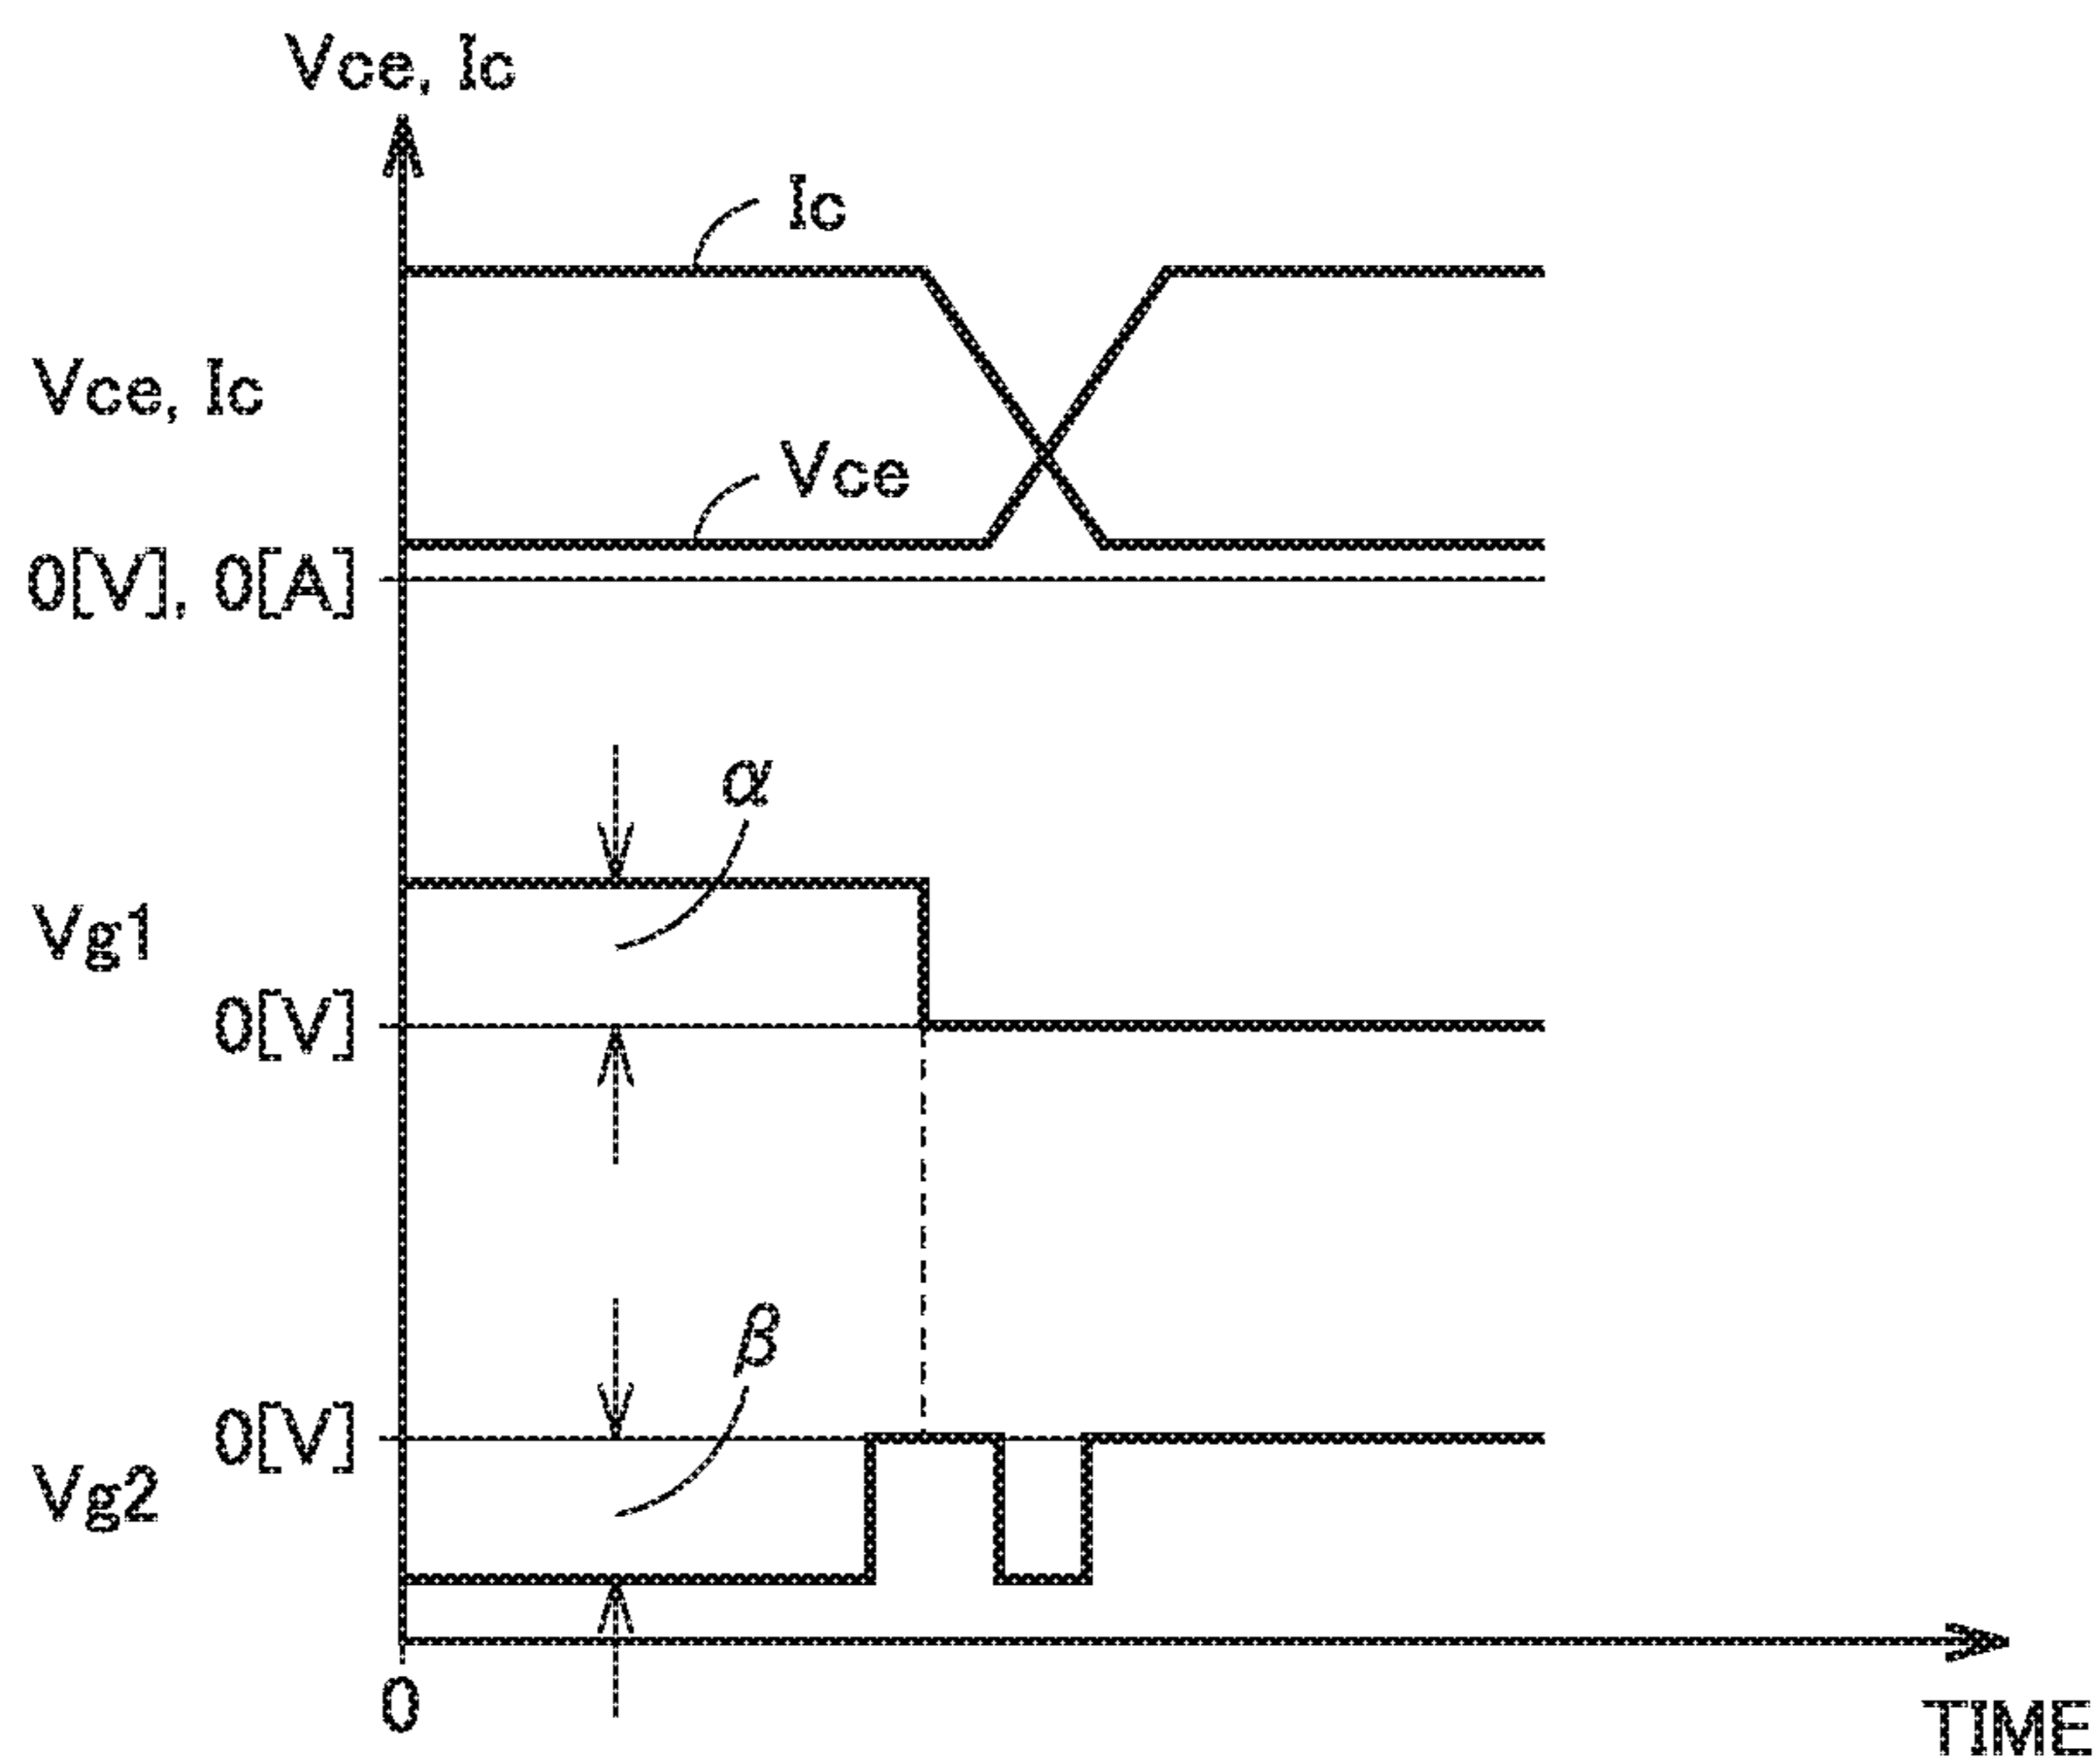 Vce, Ic
Ic
Vce, Ic
Vce
0[V], 0[A]
α
Vg1
0[V]
β
0[V]
Vg2
0
TIME